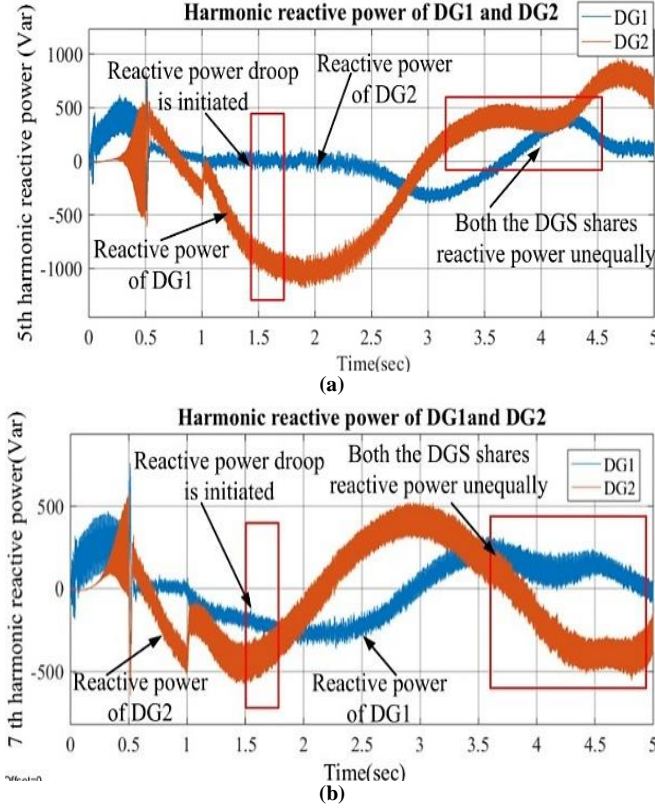 Harmonic reactive power of DG1 and DG2
DG1
DG2
5th harmonic reactive power (Var)
1000
500
0
-500
-1000
Reactive power droop
is initiated
Reactive power
of DG2
Reactive power
of DG1
Both the DGS shares
reactive power unequally
0 0.5 1 1.5 2 2.5 3 3.5 4 4.5 5
Time(sec)
(a)
Harmonic reactive power of DG1and DG2
DG1
DG2
7 th harmonic reactive power(Var)
500
0
-500
Reactive power droop
is initiated
Both the DGS shares
reactive power unequally
Reactive power
of DG2
Reactive power
of DG1
0 0.5 1 1.5 2 2.5 3 3.5 4 4.5 5
Time(sec)
(b)